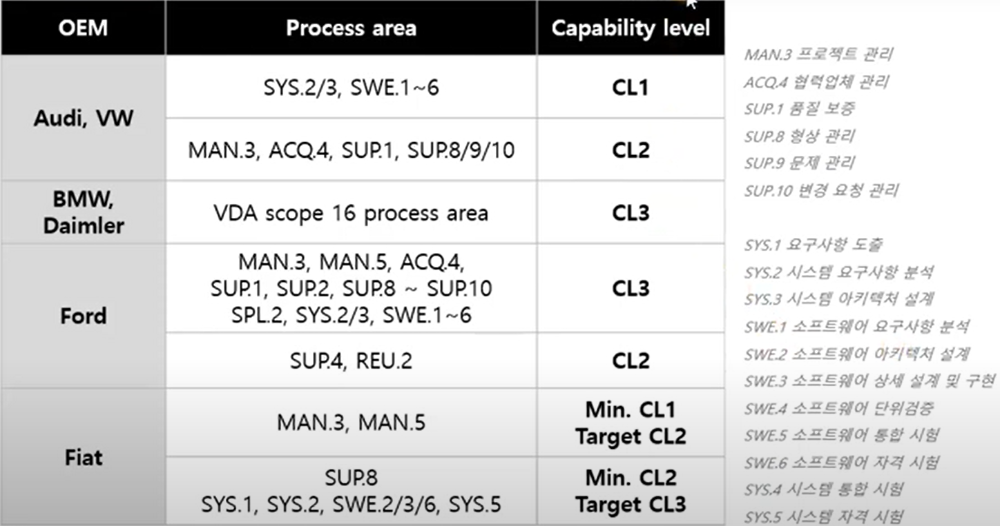 OEM
Process area
Capability level
Audi, VW
SYS.2/3, SWE.1~6
CL1
MAN.3, ACQ.4, SUP.1, SUP.8/9/10
CL2
BMW,
Daimler
VDA scope 16 process area
CL3
Ford
MAN.3, MAN.5, ACQ.4,
SUP.1, SUP.2, SUP.8 ~ SUP.10
SPL.2, SYS.2/3, SWE.1~6
CL3
SUP.4, REU.2
CL2
Fiat
MAN.3, MAN.5
Min. CL1
Target CL2
SUP.8
SYS.1, SYS.2, SWE.2/3/6, SYS.5
Min. CL2
Target CL3
MAN.3 프로젝트 관리
ACQ.4 협력업체 관리
SUP.1 품질 보증
SUP.8 형상 관리
SUP.9 문제 관리
SUP.10 변경 요청 관리
SYS.1 요구사항 도출
SYS.2 시스템 요구사항 분석
SYS.3 시스템 아키텍처 설계
SWE.1 소프트웨어 요구사항 분석
SWE.2 소프트웨어 아키텍처 설계
SWE.3 소프트웨어 상세 설계 및 구현
SWE.4 소프트웨어 단위검증
SWE.5 소프트웨어 통합 시험
SWE.6 소프트웨어 자격 시험
SYS.4 시스템 통합 시험
SYS.5 시스템 자격 시험